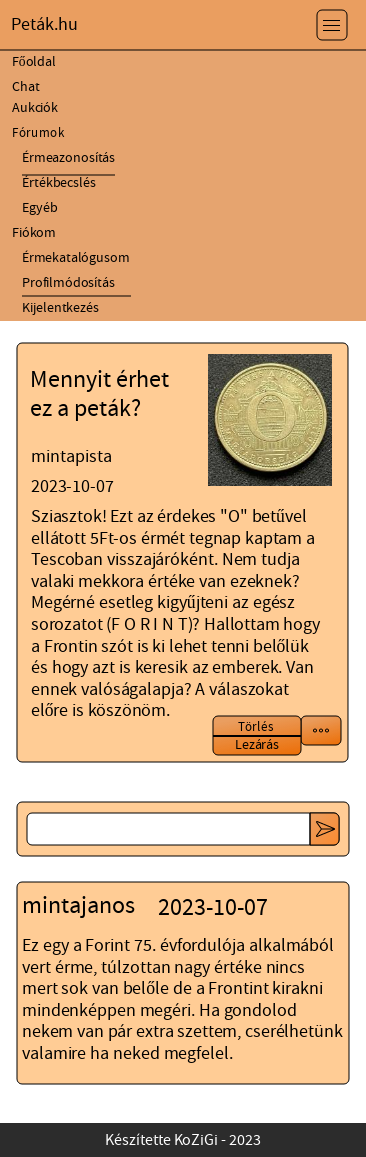 Peták.hu
Főoldal
Chat
Aukciók
Fórumok
Érmeazonosítás
Értékbecslés
Egyéb
Fiókom
Érmekatalógusom
Profilmódosítás
Kijelentkezés
Mennyit érhet
ez a peták?
mintapista
2023-10-07
Sziasztok! Ezt az érdekes "O" betűvel
ellátott 5Ft-os érmét tegnap kaptam a
Tescoban visszajáróként. Nem tudja
valaki mekkora értéke van ezeknek?
Megérné esetleg kigyűjteni az egész
sorozatot (F O R I N T)? Hallottam hogy
a Frontin szót is ki lehet tenni belőlük
és hogy azt is keresik az emberek. Van
ennek valóságalapja? A válaszokat
előre is köszönöm.
Törlés
Lezárás
mintajanos 2023-10-07
Ez egy a Forint 75. évfordulója alkalmából
vert érme, túlzottan nagy értéke nincs
mert sok van belőle de a Frontint kirakni
mindenképpen megéri. Ha gondolod
nekem van pár extra szettem, cserélhetünk
valamire ha neked megfelel.
Készítette KoZiGi - 2023